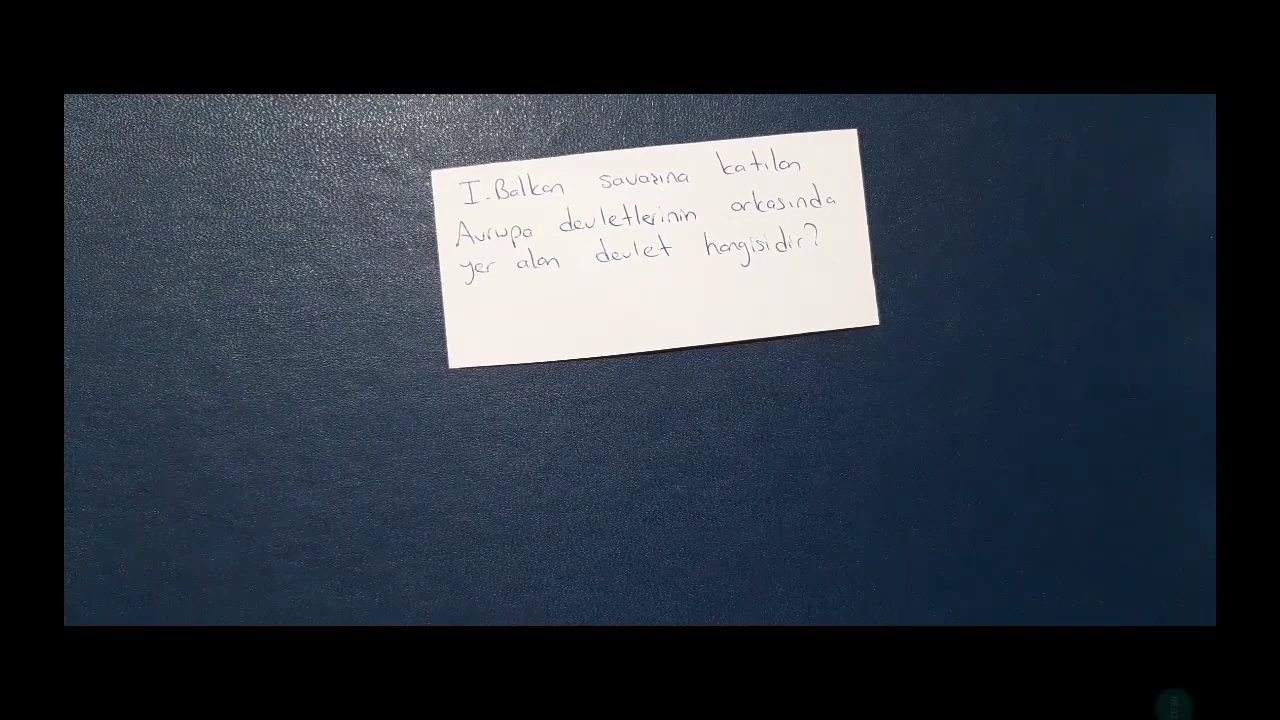 I. Balkan savaşına katılan
Avrupa devletlerinin arkasında
yer alan devlet hangisidir?